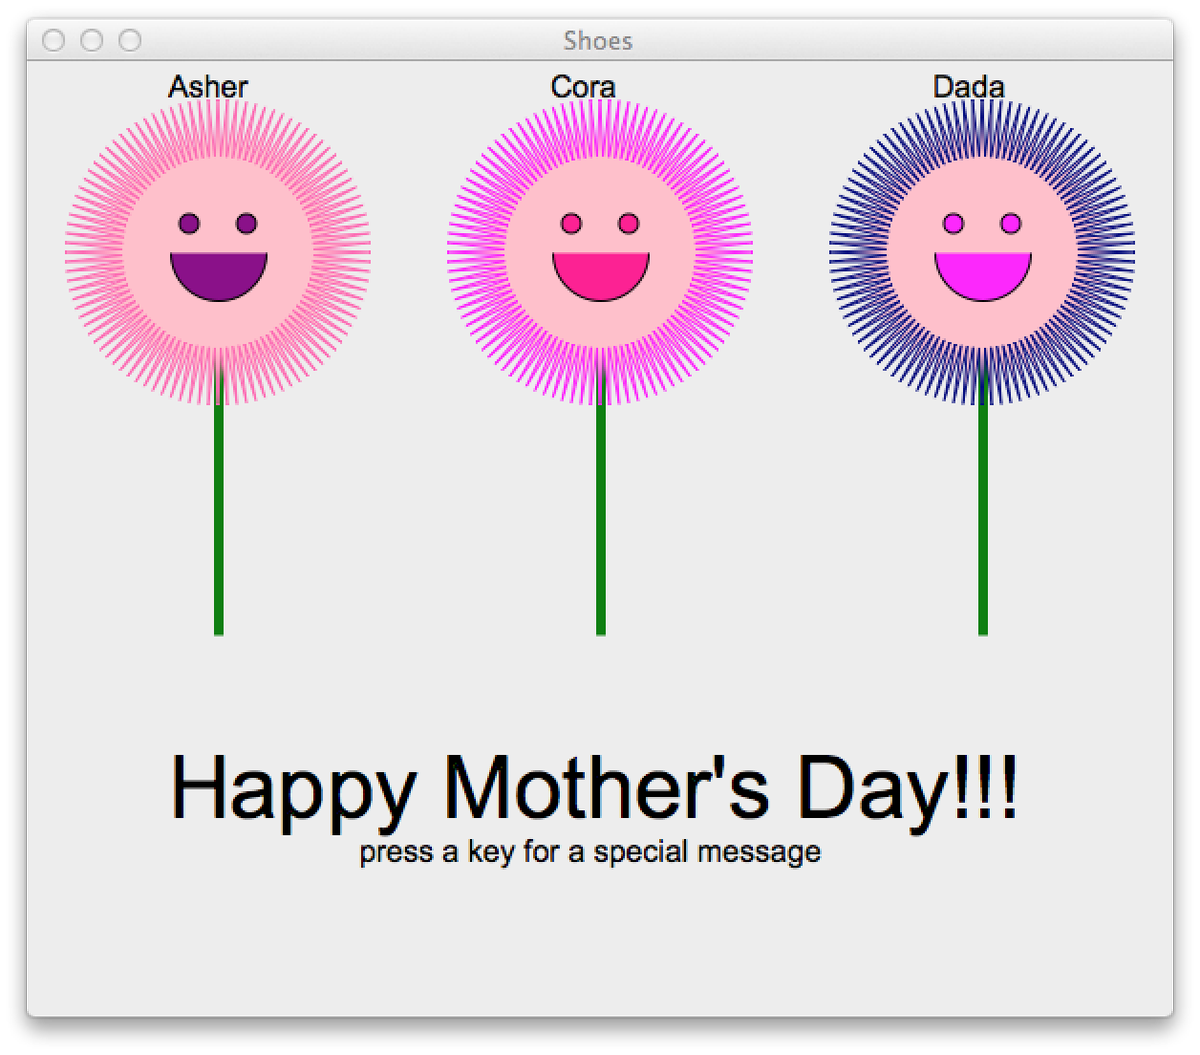 Shoes
Asher
Cora
Dada
Happy Mother's Day!!!
press a key for a special message